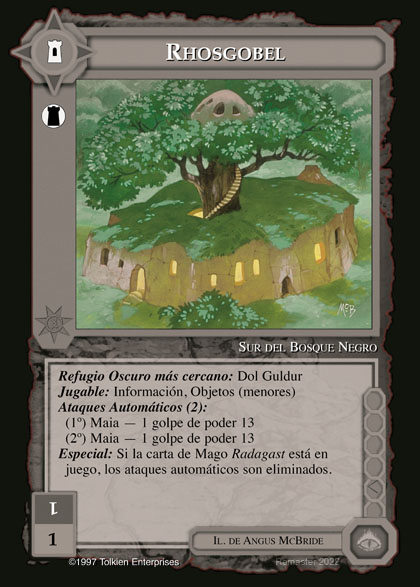 Rhosgobel
McB
Sur del Bosque Negro
Refugio Oscuro más cercano: Dol Guldur
Jugable: Información, Objetos (menores)
Ataques Automáticos (2):
(1º) Maia — 1 golpe de poder 13
(2º) Maia — 1 golpe de poder 13
Especial: Si la carta de Mago Radagast está en
juego, los ataques automáticos son eliminados.
1
1
Il. de Angus McBride
©1997 Tolkien Enterprises
Remaster 2022